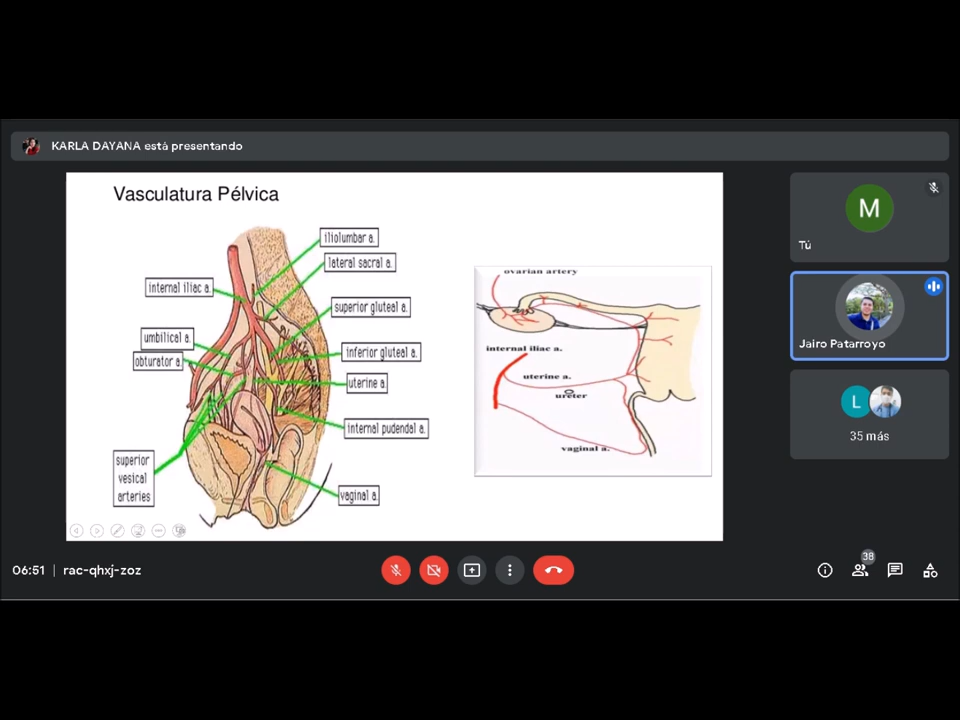 KARLA DAYANA está presentando
Vasculatura Pélvica
iliolumbar a.
lateral sacral a.
internal iliac a.
superior gluteal a.
umbilical a.
obturator a.
inferior gluteal a.
uterine a.
internal pudendal a.
superior
vesical
arteries
vaginal a.
ovarian artery
internal iliac a.
uterine a.
ureter
vaginal a.
M
Tú
Jairo Patarroyo
L
35 más
06:51 | rac-qhxj-zoz
38